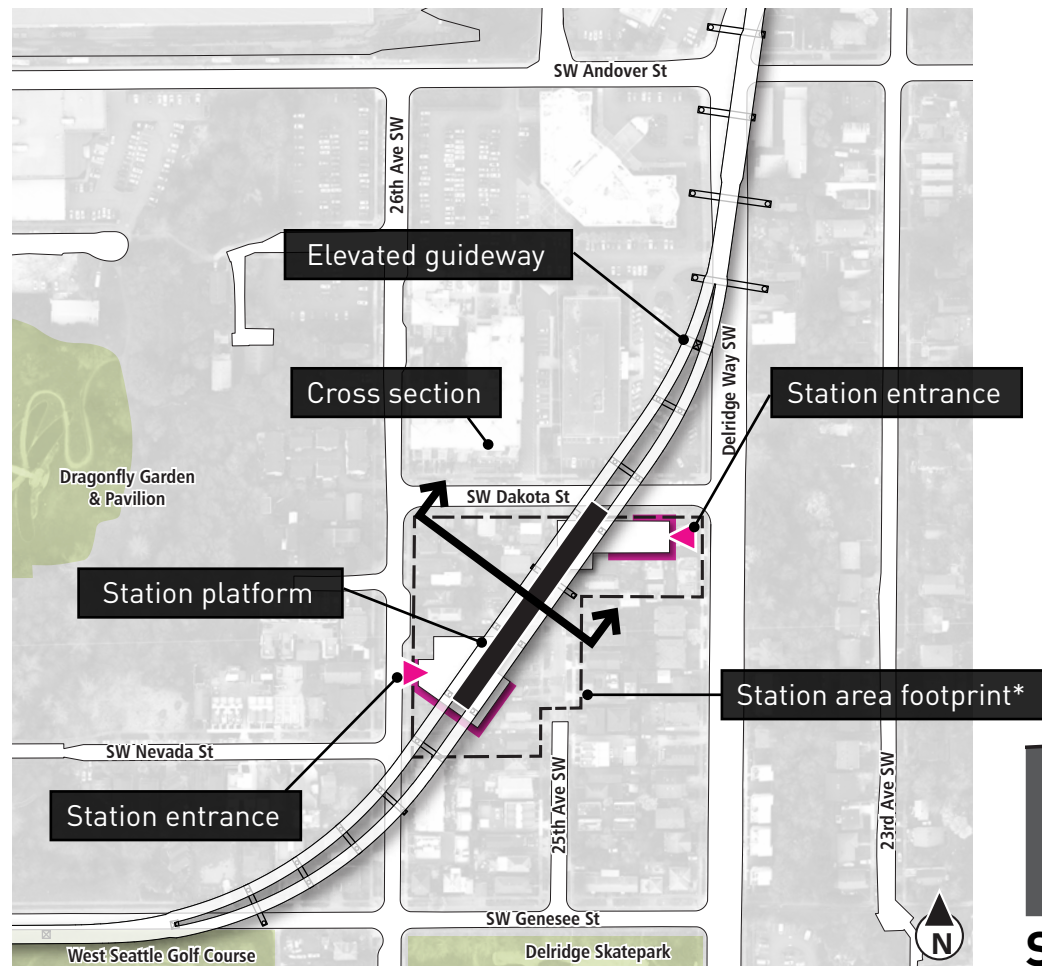 SW Andover St
26th Ave SW
Elevated guideway
Delridge Way SW
Cross section
Station entrance
Dragonfly Garden
& Pavilion
SW Dakota St
Station platform
Station area footprint*
SW Nevada St
Station entrance
25th Ave SW
23rd Ave SW
SW Genesee St
West Seattle Golf Course
Delridge Skatepark
N
S